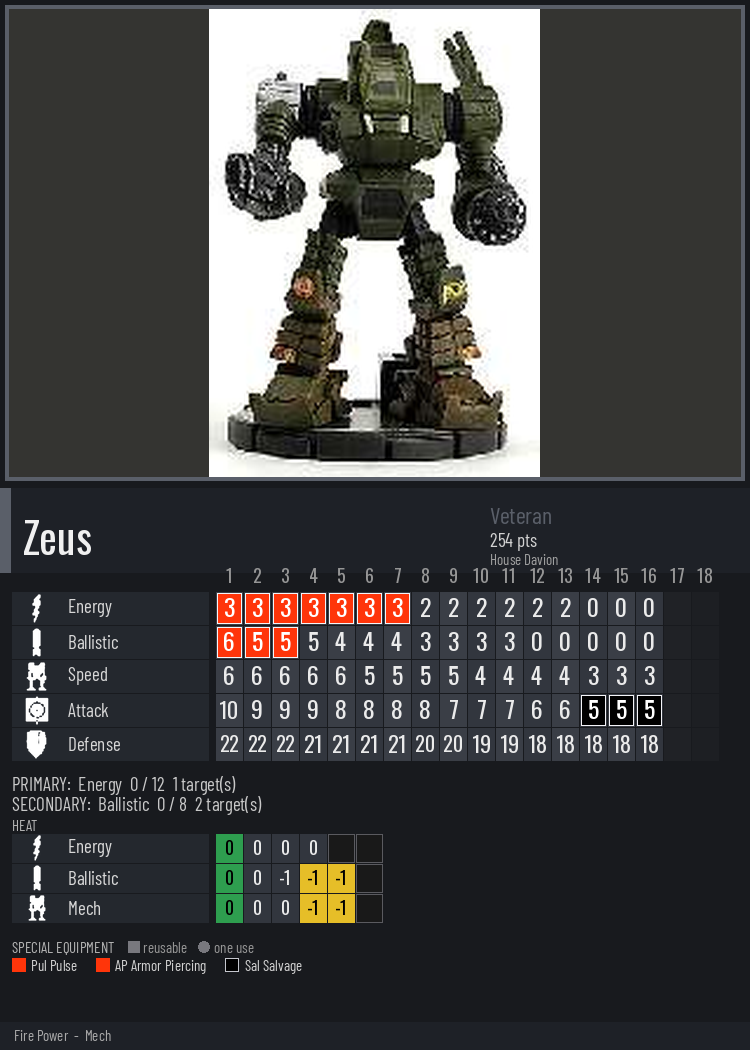 Zeus
Veteran
254 pts
House Davion
1 2 3 4 5 6 7 8 9 10 11 12 13 14 15 16 17 18
Energy 3 3 3 3 3 3 3 2 2 2 2 2 2 0 0 0
Ballistic 6 5 5 5 4 4 4 3 3 3 3 0 0 0 0 0
Speed 6 6 6 6 6 5 5 5 5 4 4 4 4 3 3 3
Attack 10 9 9 9 8 8 8 8 7 7 7 6 6 5 5 5
Defense 22 22 22 21 21 21 21 20 20 19 19 18 18 18 18 18
PRIMARY: Energy 0 / 12 1 target(s)
SECONDARY: Ballistic 0 / 8 2 target(s)
HEAT
Energy 0 0 0 0
Ballistic 0 0 -1 -1 -1
Mech 0 0 0 -1 -1
SPECIAL EQUIPMENT reusable one use
Pul Pulse AP Armor Piercing Sal Salvage
Fire Power - Mech